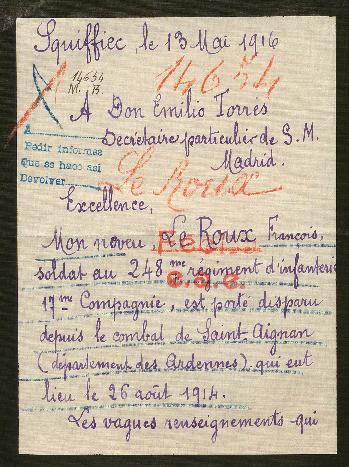 Squiffiec, le 13 Mai 1916
14654
14654
M. B.
A Don Emilio Torres
Secrétaire particulier de S. M.
Madrid.
A
Pedir informes
Que se hace así
Devolver
Le Roux
Excellence,
Mon neveu, Le Roux François,
soldat au 248me régiment d'infanterie
17me Compagnie, est porté disparu
depuis le combat de Saint-Aignan
(département des Ardennes) qui eut
lieu le 26 août 1914.
Les vagues renseignements qui